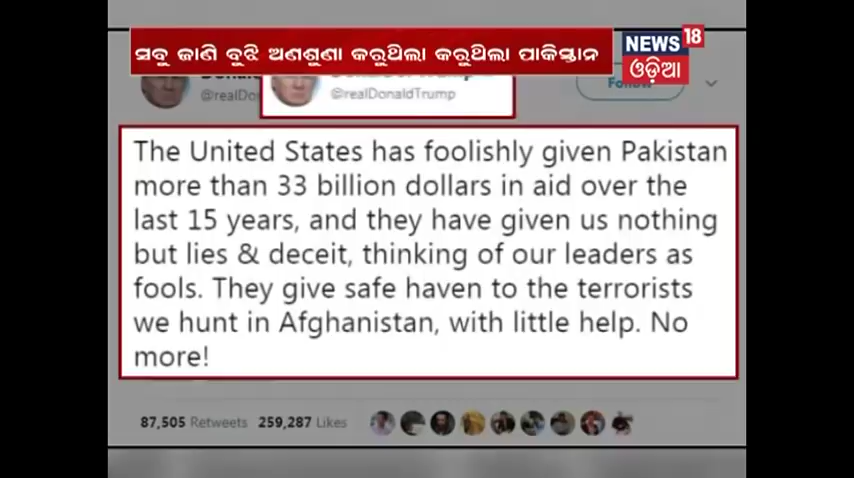 ସବୁ ଜାଣି ବୁଝି ଅଣଶୁଣା କରୁଥିଲା କରୁଥିଲା ପାକିସ୍ତାନ
NEWS 18
ଓଡ଼ିଆ
@realDo
@realDonaldTrump
Follow
The United States has foolishly given Pakistan
more than 33 billion dollars in aid over the
last 15 years, and they have given us nothing
but lies & deceit, thinking of our leaders as
fools. They give safe haven to the terrorists
we hunt in Afghanistan, with little help. No
more!
87,505 Retweets 259,287 Likes